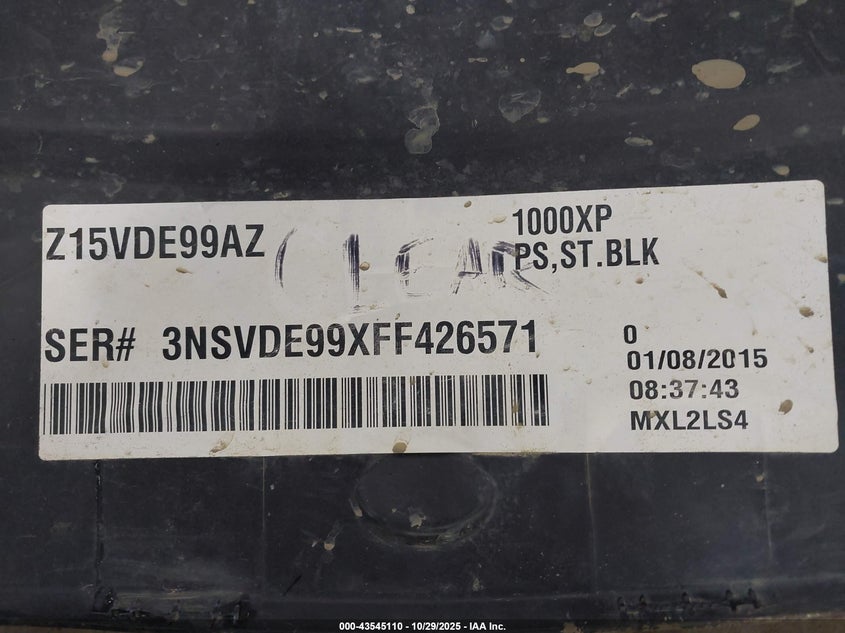 Z15VDE99AZ
CLEAR
1000XP
PS,ST.BLK
SER# 3NSVDE99XFF426571
0
01/08/2015
08:37:43
MXL2LS4
000-43545110 - 10/29/2025 - IAA Inc.